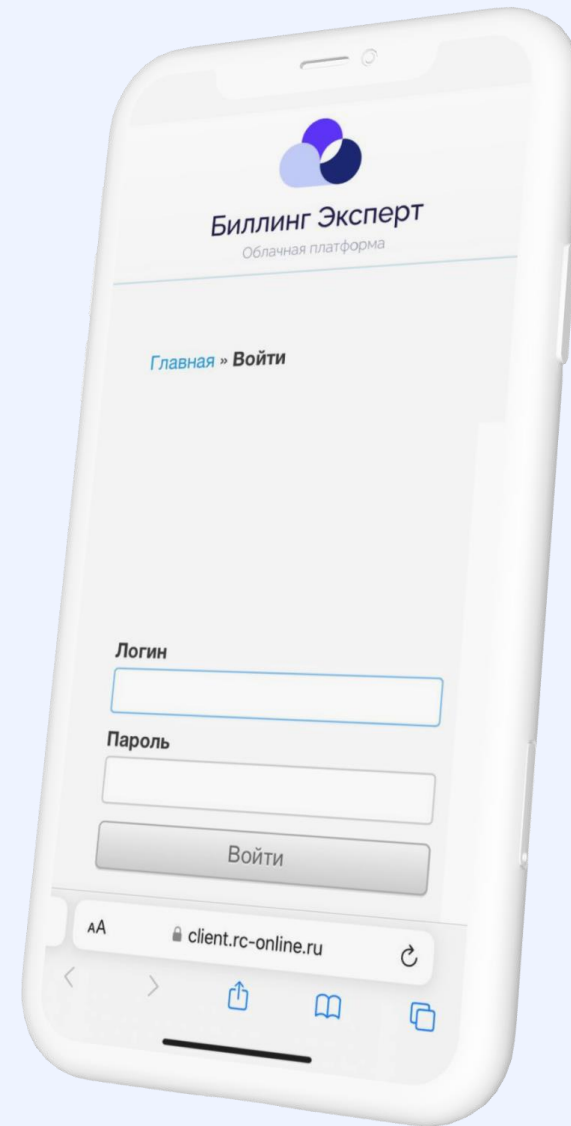 Биллинг Эксперт
Облачная платформа
Главная » Войти
Логин
Пароль
Войти
AA client.rc-online.ru